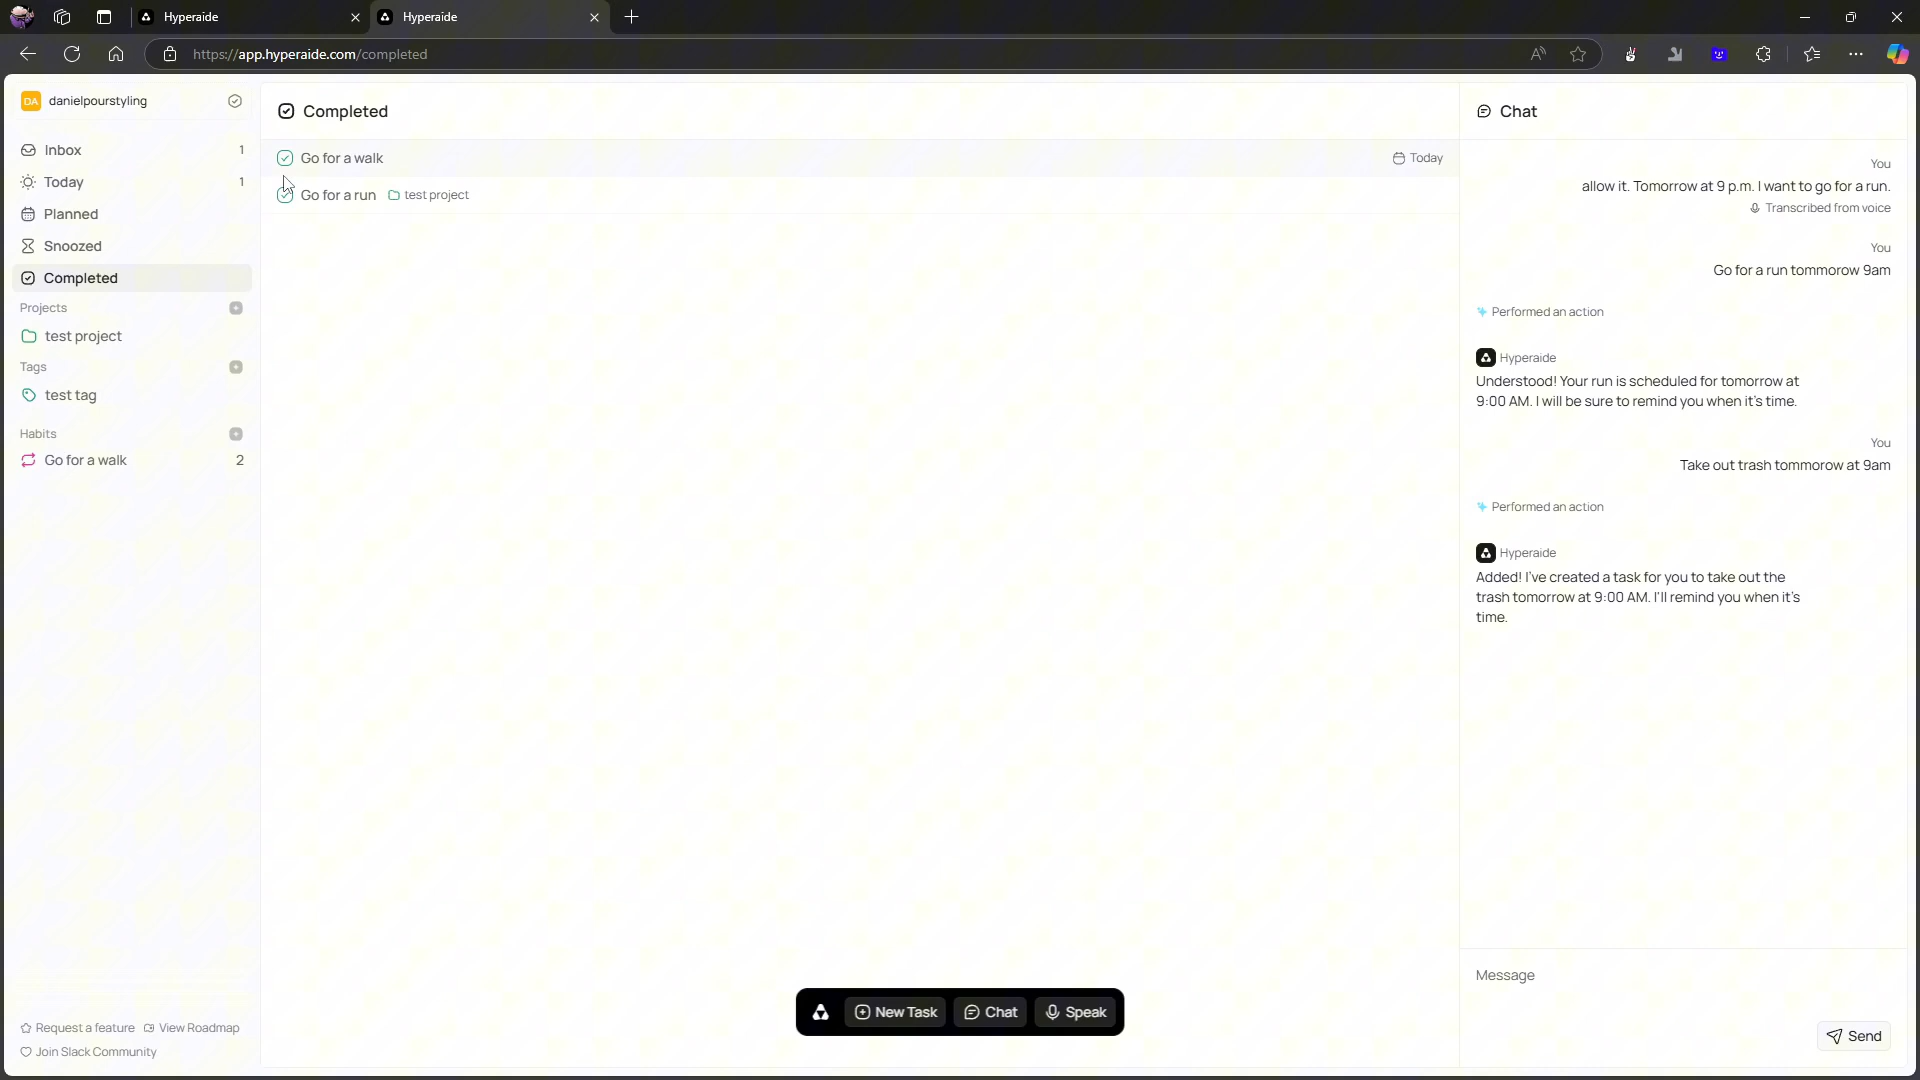 Hyperaide
Hyperaide
https://app.hyperaide.com/completed
DA danielpourstyling
Inbox 1
Today 1
Planned
Snoozed
Completed
Projects
test project
Tags
test tag
Habits
Go for a walk 2
Request a feature View Roadmap
Join Slack Community
Completed
Go for a walk Today
Go for a run test project
New Task Chat Speak
Chat
You
allow it. Tomorrow at 9 p.m. I want to go for a run.
Transcribed from voice
You
Go for a run tommorow 9am
Performed an action
Hyperaide
Understood! Your run is scheduled for tomorrow at
9:00 AM. I will be sure to remind you when it's time.
You
Take out trash tommorow at 9am
Performed an action
Hyperaide
Added! I've created a task for you to take out the
trash tomorrow at 9:00 AM. I'll remind you when it's
time.
Message
Send